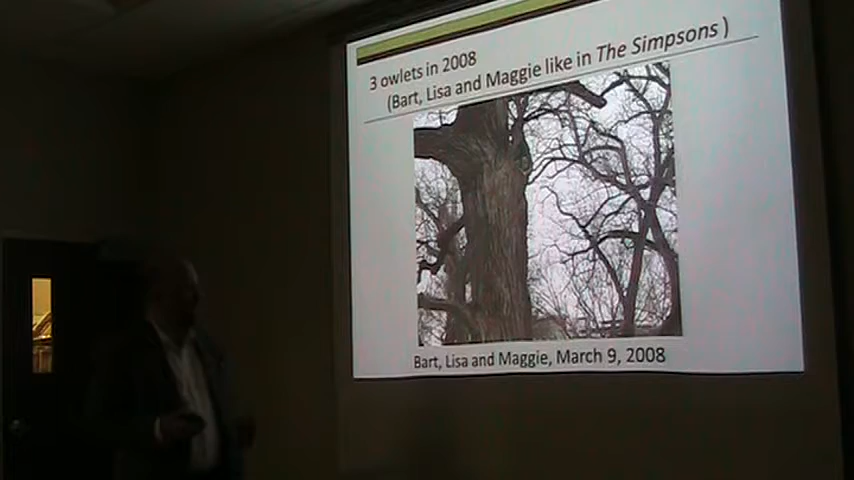 3 owlets in 2008
(Bart, Lisa and Maggie like in The Simpsons )
Bart, Lisa and Maggie, March 9, 2008